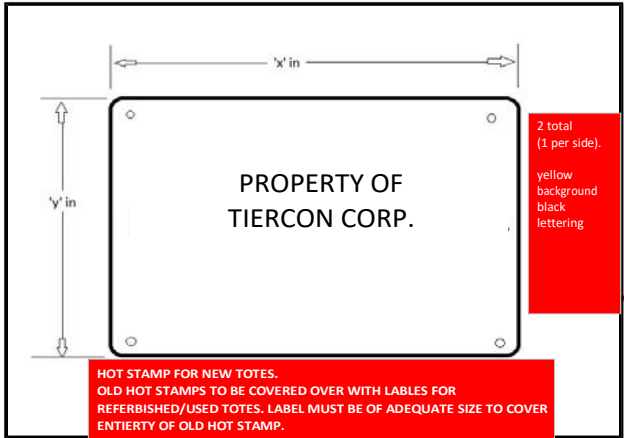 'x' in
'y' in
PROPERTY OF
TIERCON CORP.
2 total
(1 per side).
yellow
background
black
lettering
HOT STAMP FOR NEW TOTES.
OLD HOT STAMPS TO BE COVERED OVER WITH LABLES FOR
REFERBISHED/USED TOTES. LABEL MUST BE OF ADEQUATE SIZE TO COVER
ENTIERTY OF OLD HOT STAMP.